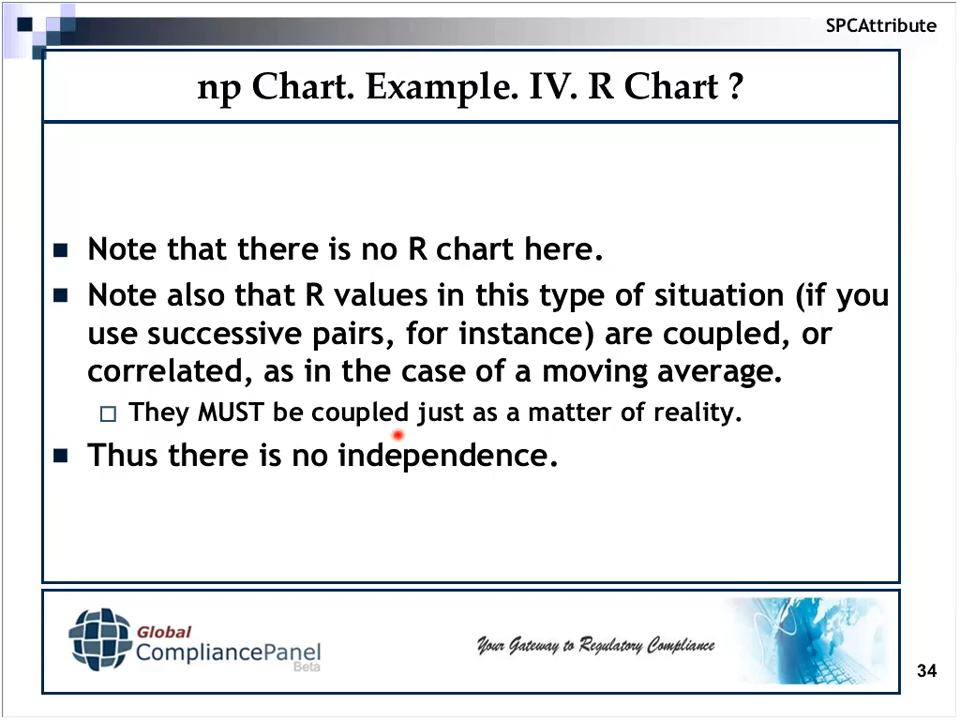 SPCAttribute
np Chart. Example. IV. R Chart ?
Note that there is no R chart here.
Note also that R values in this type of situation (if you
use successive pairs, for instance) are coupled, or
correlated, as in the case of a moving average.
They MUST be coupled just as a matter of reality.
Thus there is no independence.
Global
CompliancePanel
Beta
Your Gateway to Regulatory Compliance
34